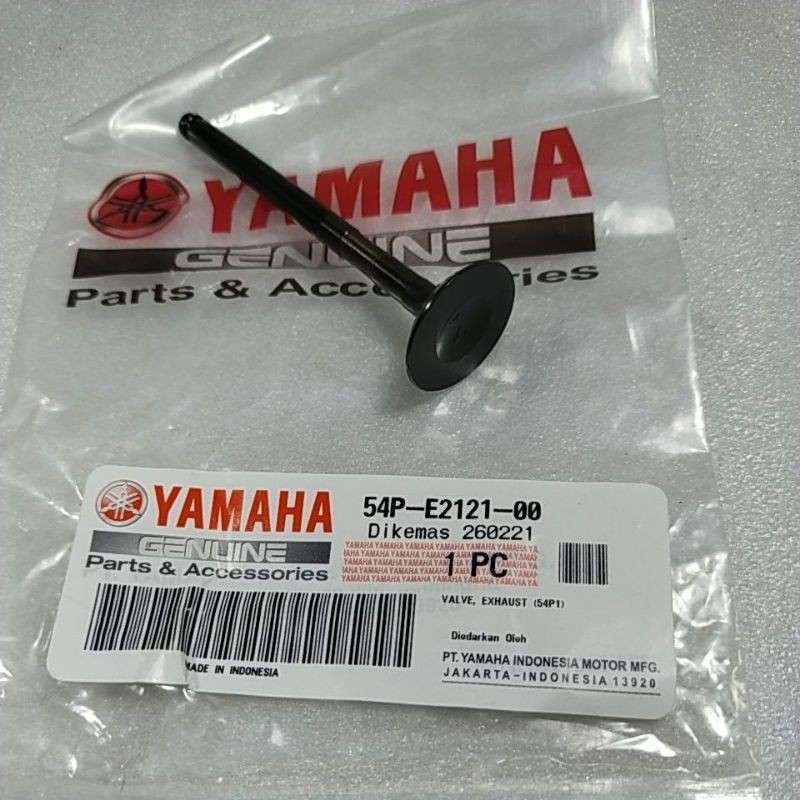 YAMAHA
GENUINE
Parts & Accessories
YAMAHA
GENUINE
Parts & Accessories
MADE IN INDONESIA
54P-E2121-00
Dikemas 260221
1 PC
VALVE, EXHAUST (54P1)
Diedarkan Oleh
PT. YAMAHA INDONESIA MOTOR MFG.
JAKARTA-INDONESIA 13920